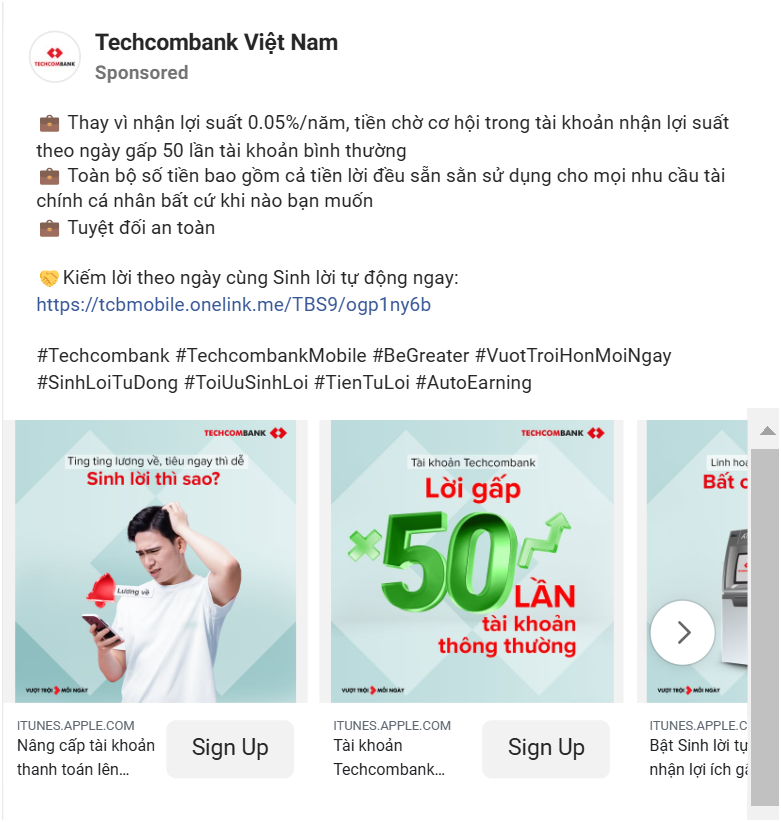 TECHCOMBANK
Techcombank Việt Nam
Sponsored
💼 Thay vì nhận lợi suất 0.05%/năm, tiền chờ cơ hội trong tài khoản nhận lợi suất
theo ngày gấp 50 lần tài khoản bình thường
💼 Toàn bộ số tiền bao gồm cả tiền lời đều sẵn sằn sử dụng cho mọi nhu cầu tài
chính cá nhân bất cứ khi nào bạn muốn
💼 Tuyệt đối an toàn
🤝Kiếm lời theo ngày cùng Sinh lời tự động ngay:
https://tcbmobile.onelink.me/TBS9/ogp1ny6b
#Techcombank #TechcombankMobile #BeGreater #VuotTroiHonMoiNgay
#SinhLoiTuDong #ToiUuSinhLoi #TienTuLoi #AutoEarning
TECHCOMBANK
Ting ting lương về, tiêu ngay thì dễ
Sinh lời thì sao?
Lương về
VƯỢT TRỘI MỖI NGÀY
ITUNES.APPLE.COM
Nâng cấp tài khoản
thanh toán lên...
Sign Up
TECHCOMBANK
Tài khoản Techcombank
Lời gấp
×50
LẦN
tài khoản
thông thường
VƯỢT TRỘI MỖI NGÀY
ITUNES.APPLE.COM
Tài khoản
Techcombank...
Sign Up
Linh hoạ
Bất c
VƯỢT TRỘI MỖI NGÀY
ITUNES.APPLE.C
Bật Sinh lời tự
nhận lợi ích gấ